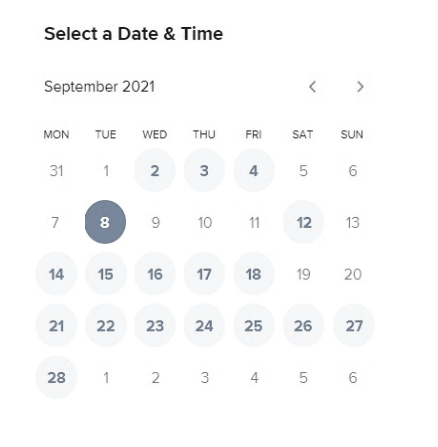 Select a Date & Time
September 2021
MON TUE WED THU FRI SAT SUN
31 1 2 3 4 5 6
7 8 9 10 11 12 13
14 15 16 17 18 19 20
21 22 23 24 25 26 27
28 1 2 3 4 5 6